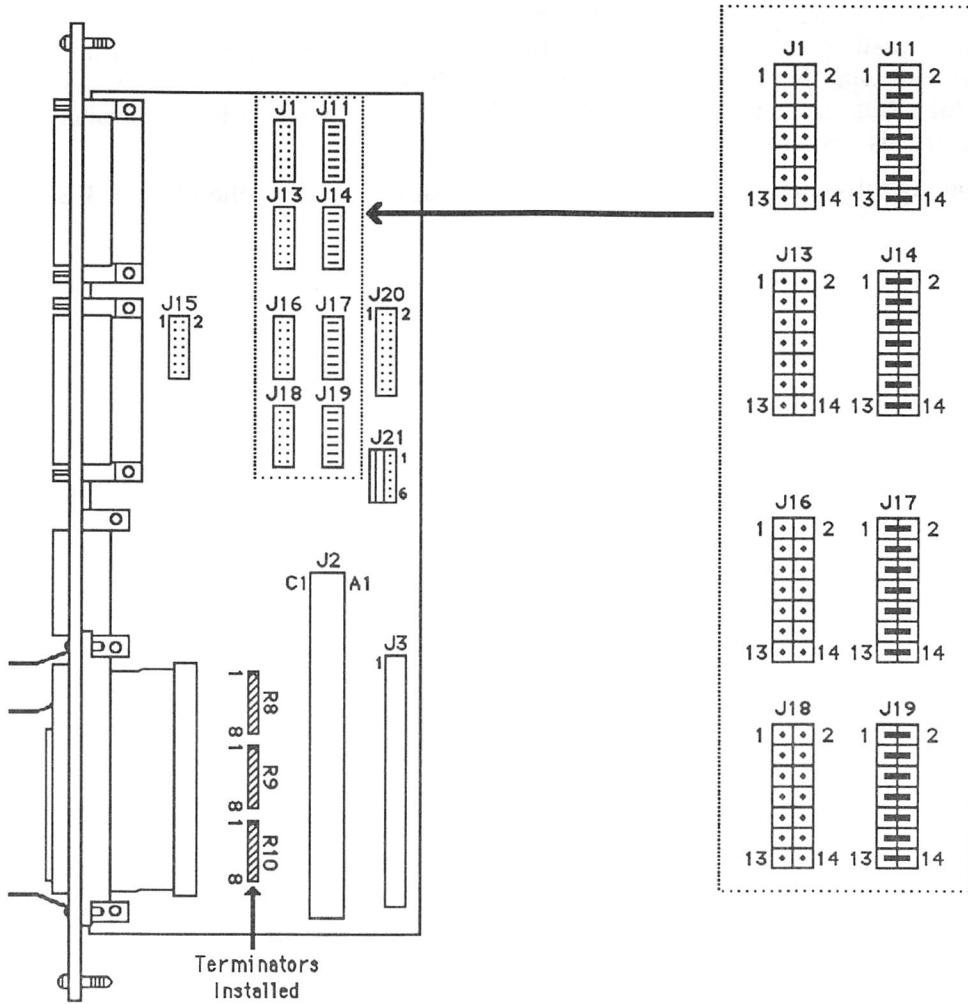 J1 J11
J13 J14
J15
1 2
J16 J17
J20
1 2
J18 J19
J21
1
6
J2
C1 A1
J3
1
1 R8 8
1 R9 8
1 R10 8
Terminators
Installed
J1 J11
1 2 1 2
13 14 13 14
J13 J14
1 2 1 2
13 14 13 14
J16 J17
1 2 1 2
13 14 13 14
J18 J19
1 2 1 2
13 14 13 14